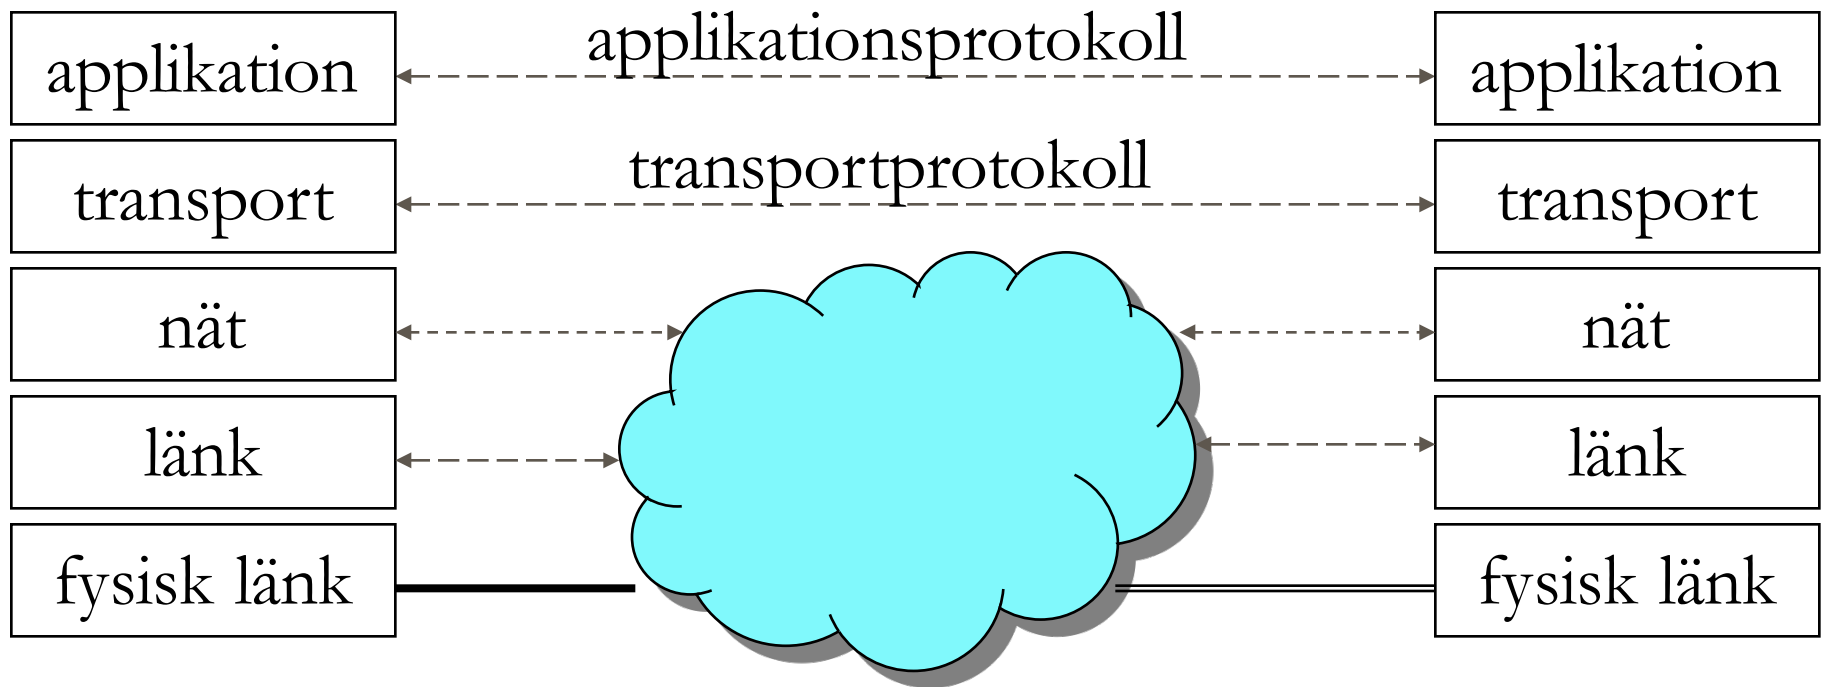 applikation
applikationsprotokoll
applikation
transport
transportprotokoll
transport
nät
nät
länk
länk
fysisk länk
fysisk länk